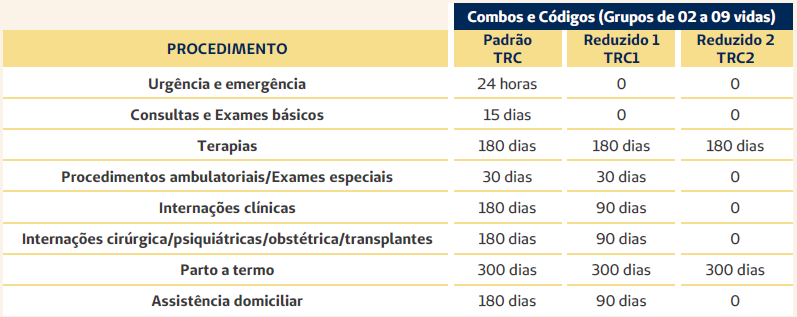 Combos e Códigos (Grupos de 02 a 09 vidas)
PROCEDIMENTO Padrão TRC Reduzido 1 TRC1 Reduzido 2 TRC2
Urgência e emergência 24 horas 0 0
Consultas e Exames básicos 15 dias 0 0
Terapias 180 dias 180 dias 180 dias
Procedimentos ambulatoriais/Exames especiais 30 dias 30 dias 0
Internações clínicas 180 dias 90 dias 0
Internações cirúrgica/psiquiátricas/obstétrica/transplantes 180 dias 90 dias 0
Parto a termo 300 dias 300 dias 300 dias
Assistência domiciliar 180 dias 90 dias 0